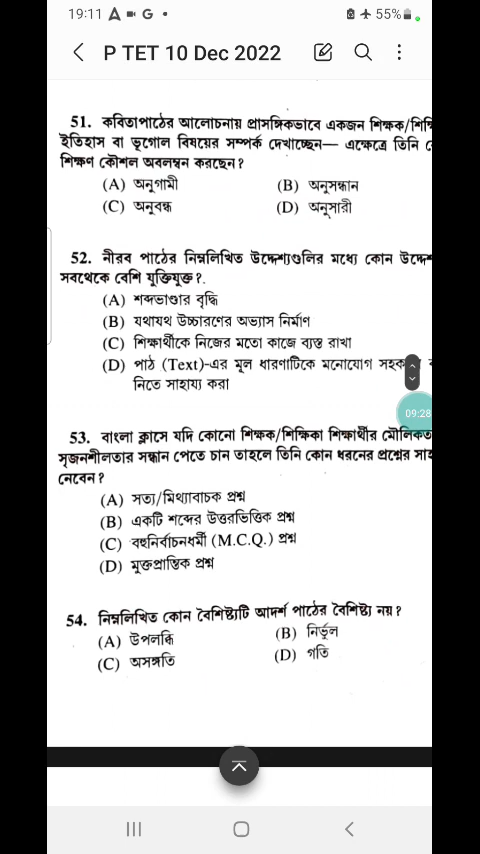 19:11
G
55%
P TET 10 Dec 2022
51. কবিতাপাঠের আলোচনায় প্রাসঙ্গিকভাবে একজন শিক্ষক/
ইতিহাস বা ভূগোল বিষয়ের সম্পর্ক দেখাচ্ছেন— এক্ষেত্রে তিনি
শিক্ষণ কৌশল অবলম্বন করছেন?
(A) অনুগামী (B) অনুসন্ধান
(C) অনুবন্ধ (D) অনুসারী
52. নীরব পাঠের নিম্নলিখিত উদ্দেশ্যগুলির মধ্যে কোন
সবথেকে বেশি যুক্তিযুক্ত?
(A) শব্দভাণ্ডার বৃদ্ধি
(B) যথাযথ উচ্চারণের অভ্যাস নির্মাণ
(C) শিক্ষার্থীকে নিজের মতো কাজে ব্যস্ত রাখা
(D) পাঠ (Text)-এর মূল ধারণাটিকে মনোযোগ
নিতে সাহায্য করা
09:28
53. বাংলা ক্লাসে যদি কোনো শিক্ষক/শিক্ষিকা শিক্ষার্থীর
সৃজনশীলতার সন্ধান পেতে চান তাহলে তিনি কোন ধরনের প্রশ্নের
নেবেন?
(A) সত্য/মিথ্যাবাচক প্রশ্ন
(B) একটি শব্দের উত্তরভিত্তিক প্রশ্ন
(C) বহুনির্বাচনধর্মী (M.C.Q.) প্রশ্ন
(D) মুক্তপ্রান্তিক প্রশ্ন
54. নিম্নলিখিত কোন বৈশিষ্ট্যটি আদর্শ পাঠের বৈশিষ্ট্য নয়?
(A) উপলব্ধি (B) নির্ভুল
(C) অসঙ্গতি (D) গতি